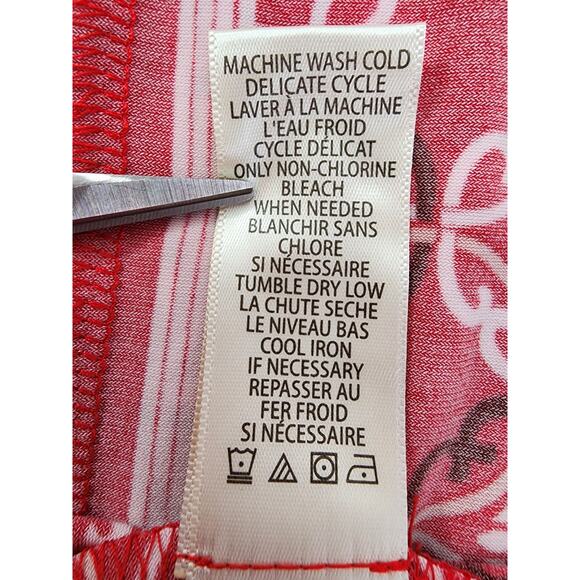 MACHINE WASH COLD
DELICATE CYCLE
LAVER À LA MACHINE
L'EAU FROID
CYCLE DÉLICAT
ONLY NON-CHLORINE
BLEACH
WHEN NEEDED
BLANCHIR SANS
CHLORE
SI NÉCESSAIRE
TUMBLE DRY LOW
LA CHUTE SECHE
LE NIVEAU BAS
COOL IRON
IF NECESSARY
REPASSER AU
FER FROID
SI NÉCESSAIRE